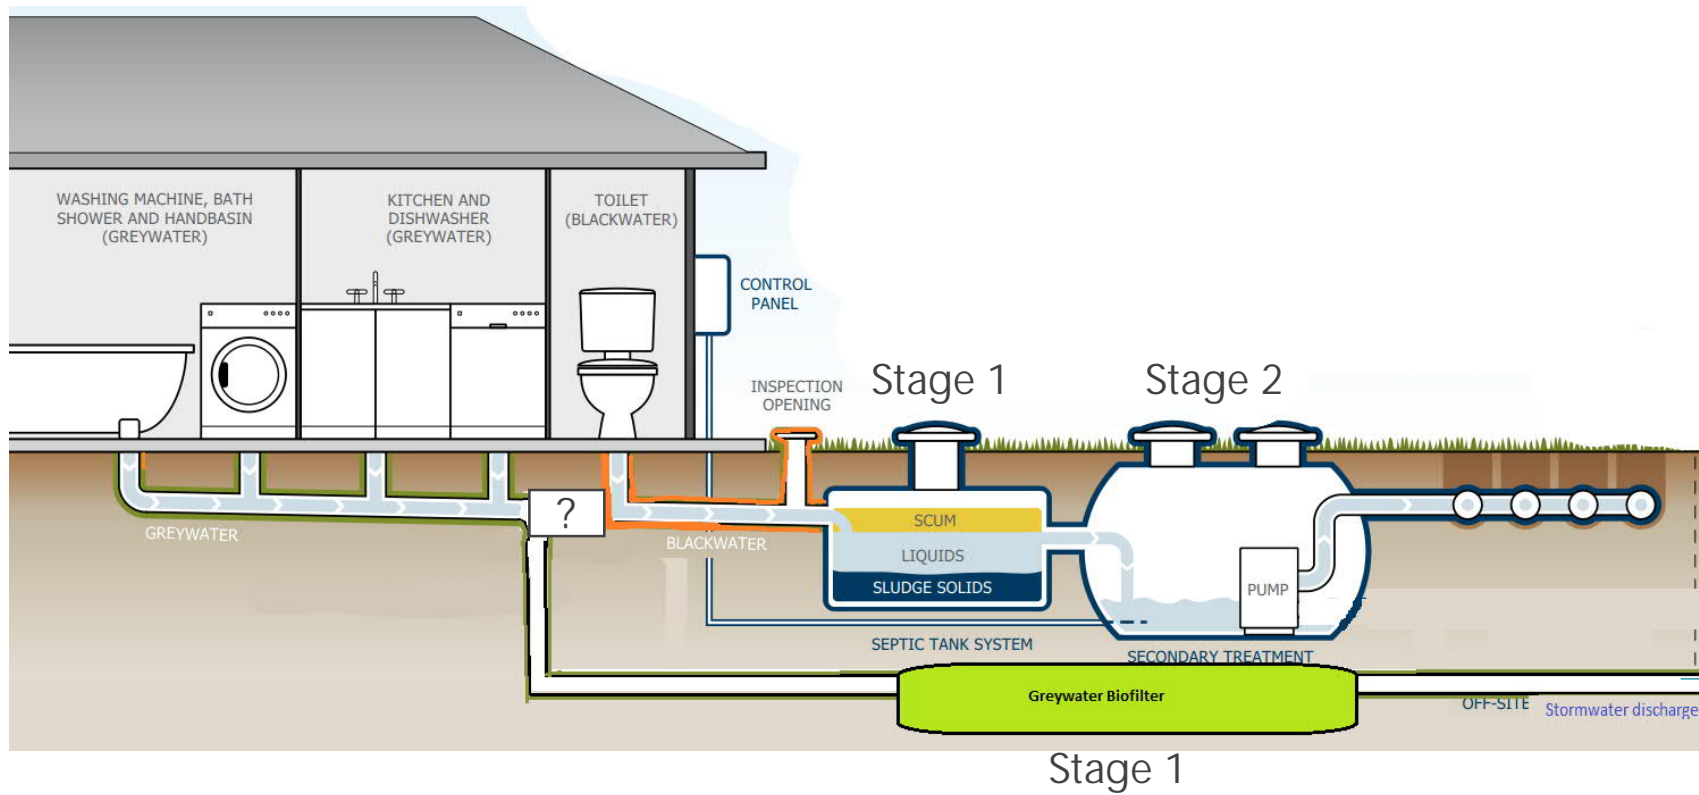 WASHING MACHINE, BATH
SHOWER AND HANDBASIN
(GREYWATER)
KITCHEN AND
DISHWASHER
(GREYWATER)
TOILET
(BLACKWATER)
CONTROL
PANEL
INSPECTION
OPENING
Stage 1
Stage 2
GREYWATER
?
BLACKWATER
SCUM
LIQUIDS
SLUDGE SOLIDS
PUMP
SEPTIC TANK SYSTEM
SECONDARY TREATMENT
Greywater Biofilter
OFF-SITE
Stormwater discharge
Stage 1